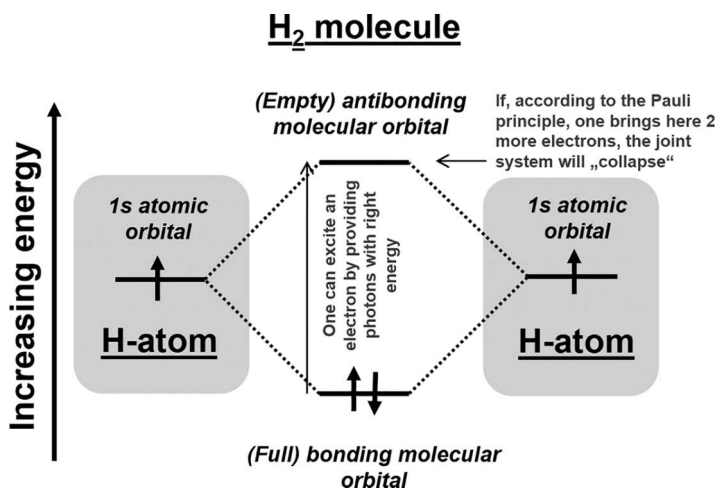 H2 molecule
(Empty) antibonding
molecular orbital
If, according to the Pauli
principle, one brings here 2
more electrons, the joint
system will „collapse“
Increasing energy
1s atomic
orbital
H-atom
One can excite an
electron by providing
photons with right
energy
1s atomic
orbital
H-atom
(Full) bonding molecular
orbital